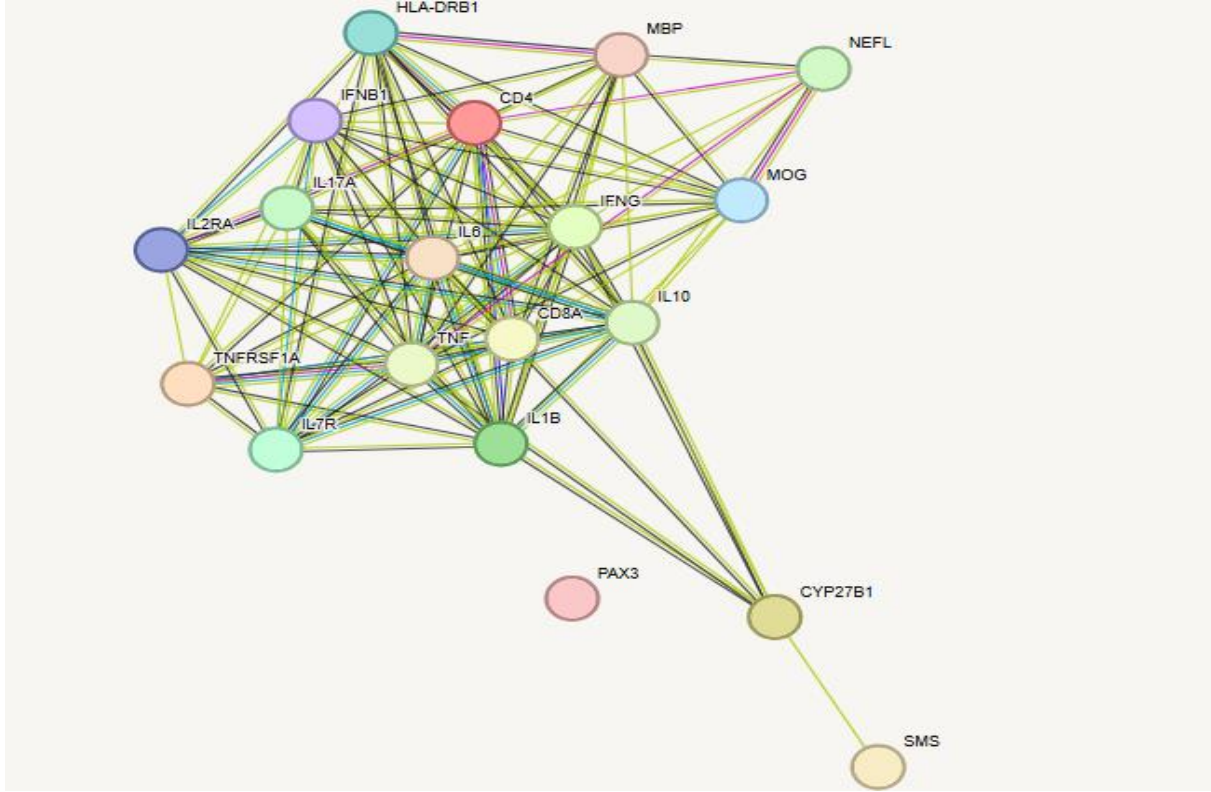 HLA-DRB1
MBP
NEFL
IFNB1
CD4
IL17A
MOG
IL2RA
IFNG
IL6
IL10
CD8A
TNF
TNFRSF1A
IL7R
IL1B
PAX3
CYP27B1
SMS